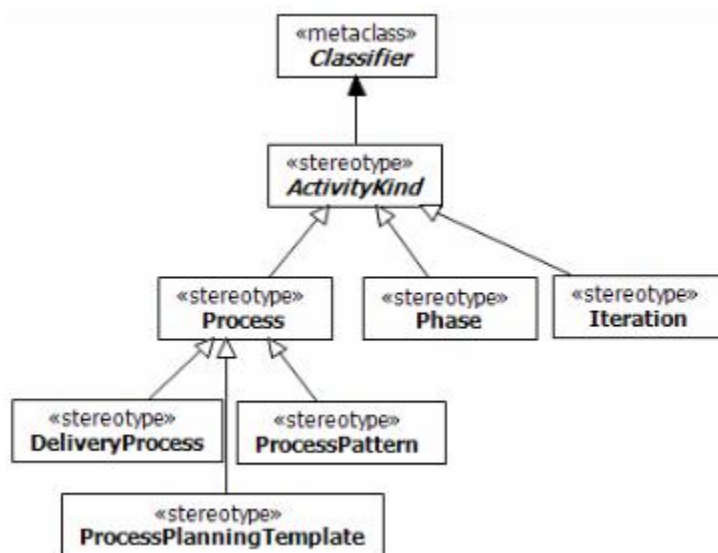 «metaclass»
Classifier
«stereotype»
ActivityKind
«stereotype»
Process
«stereotype»
Phase
«stereotype»
Iteration
«stereotype»
DeliveryProcess
«stereotype»
ProcessPattern
«stereotype»
ProcessPlanningTemplate